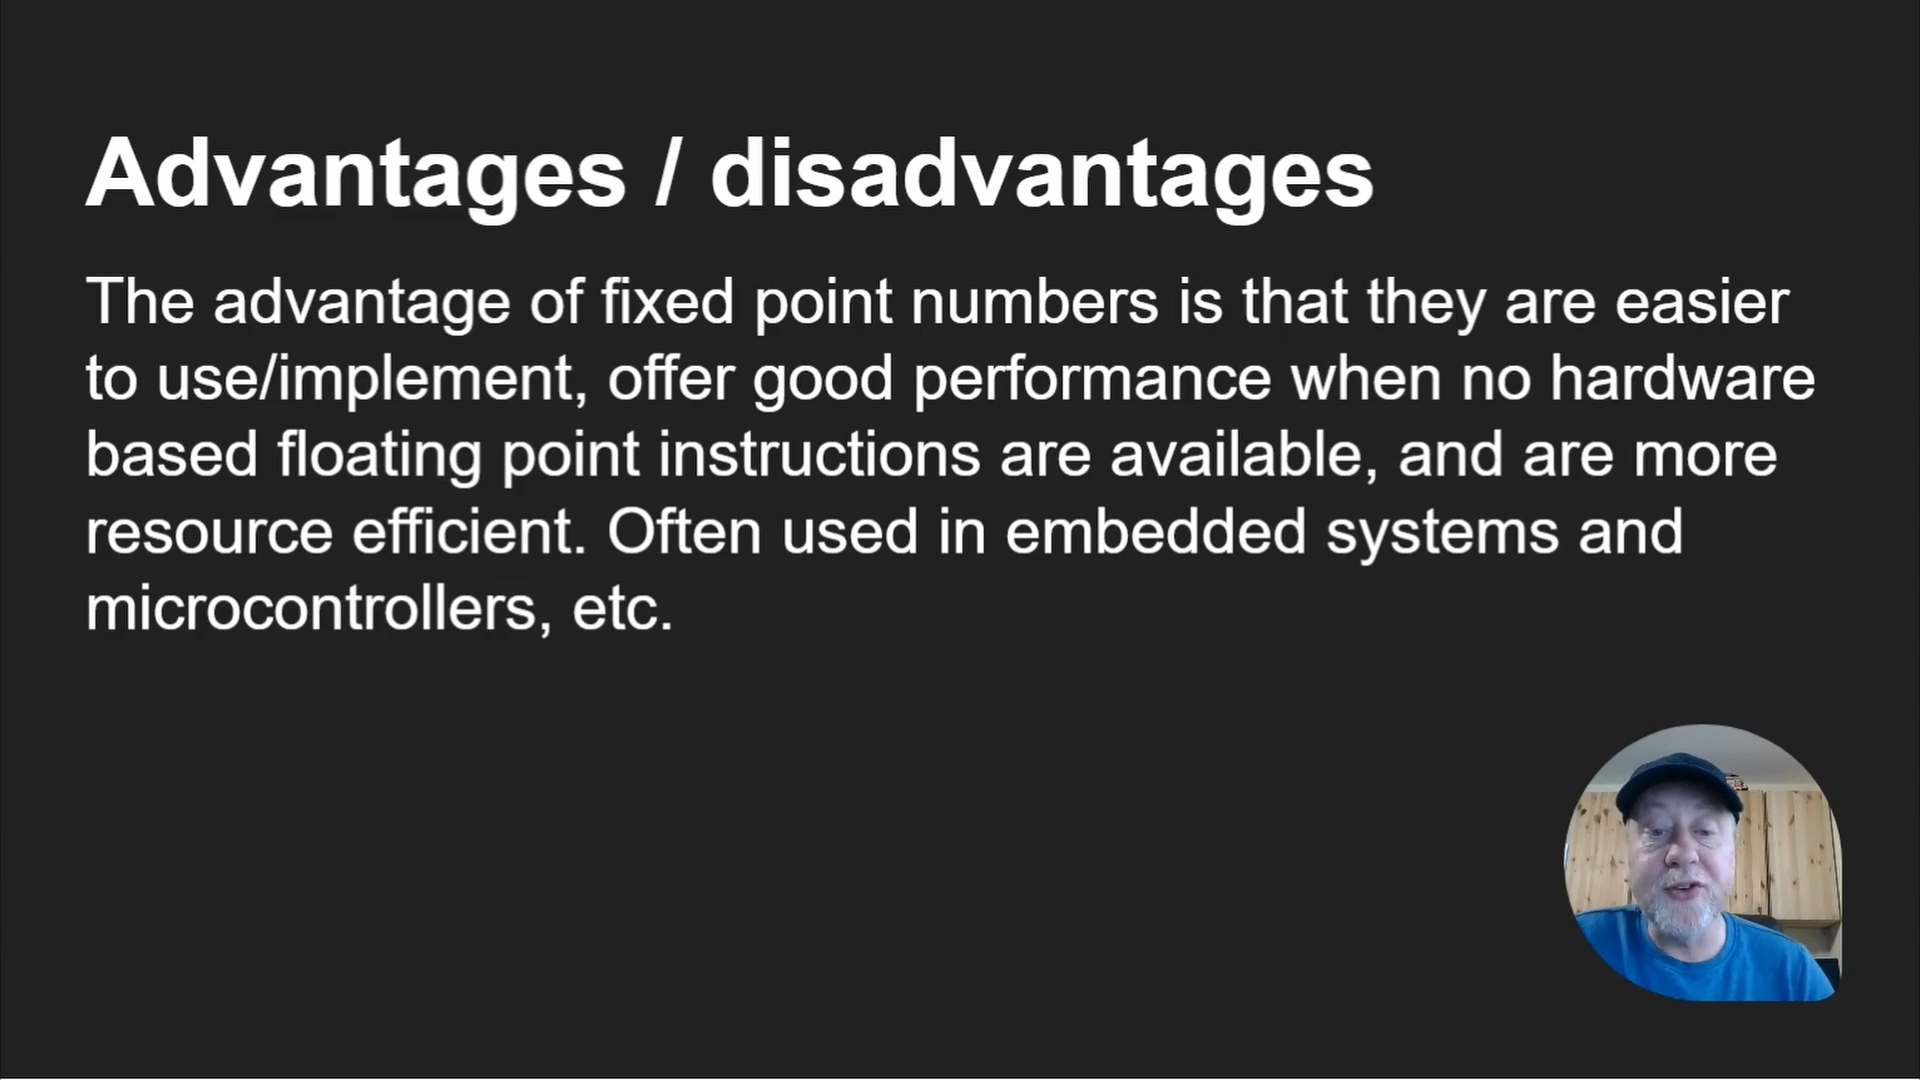 Advantages / disadvantages
The advantage of fixed point numbers is that they are easier
to use/implement, offer good performance when no hardware
based floating point instructions are available, and are more
resource efficient. Often used in embedded systems and
microcontrollers, etc.